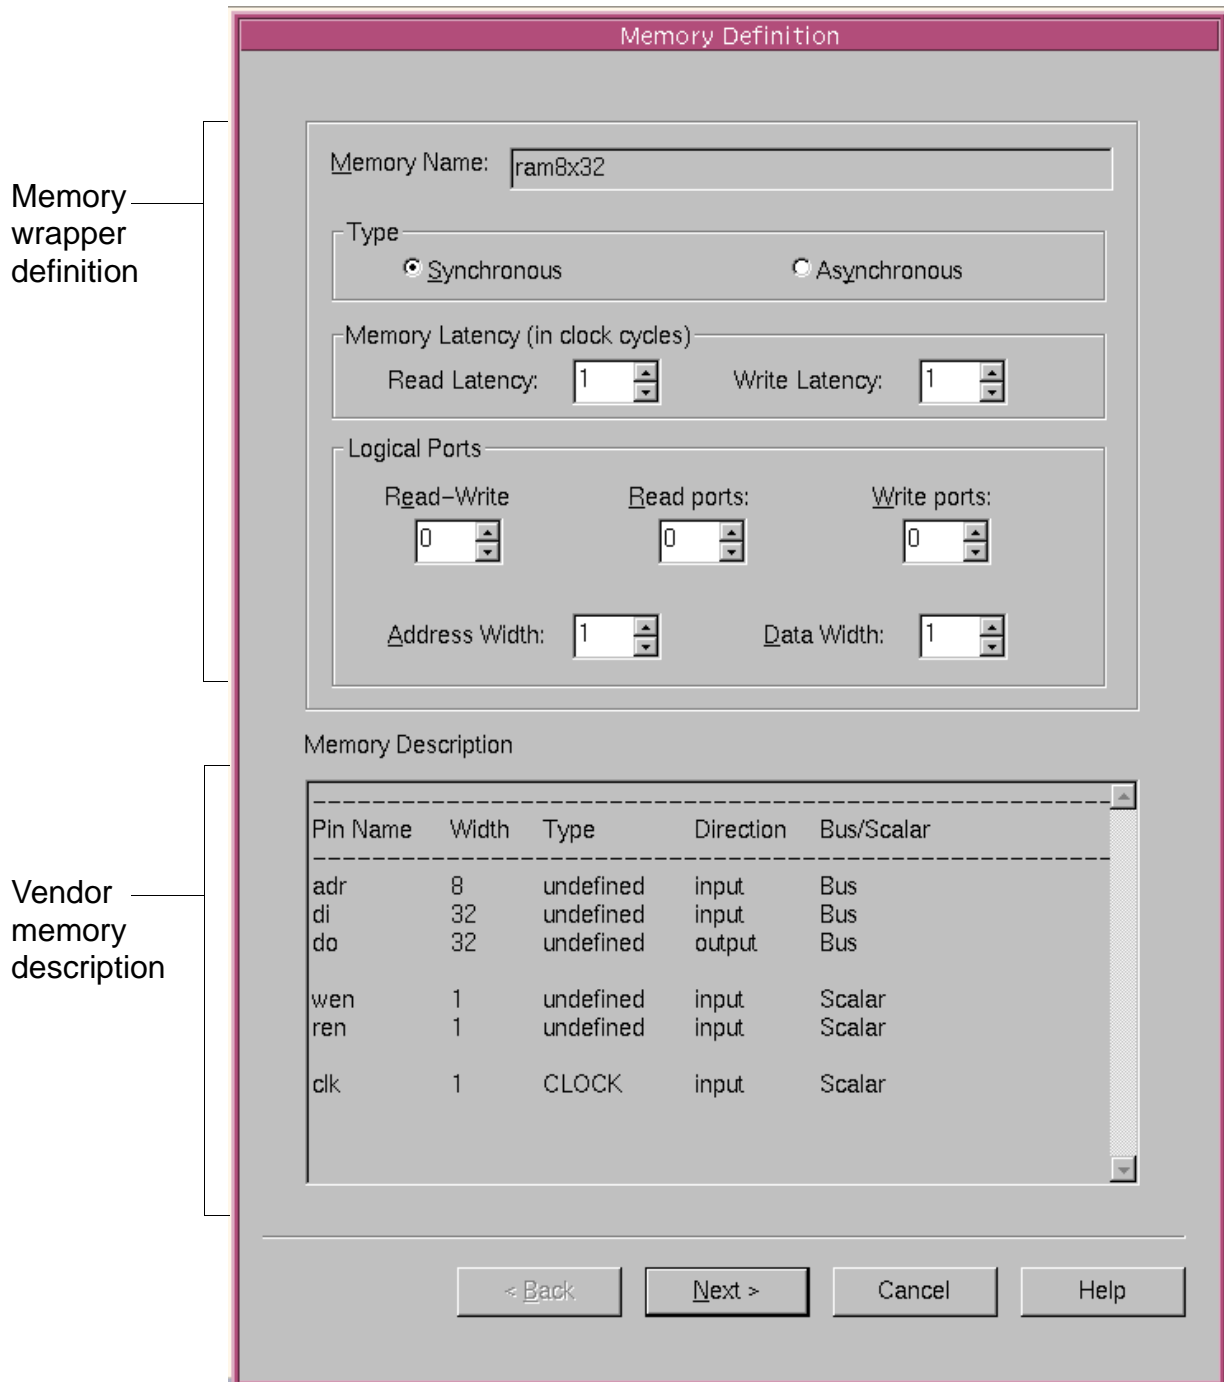 Memory Definition
Memory
wrapper
definition
Memory Name: ram8x32
Type
Synchronous Asynchronous
Memory Latency (in clock cycles)
Read Latency: 1 Write Latency: 1
Logical Ports
Read-Write Read ports: Write ports:
0 0 0
Address Width: 1 Data Width: 1
Memory Description
Vendor
memory
description
------------------------------------------------------------
Pin Name Width Type Direction Bus/Scalar
------------------------------------------------------------
adr 8 undefined input Bus
di 32 undefined input Bus
do 32 undefined output Bus
wen 1 undefined input Scalar
ren 1 undefined input Scalar
clk 1 CLOCK input Scalar
< Back Next > Cancel Help